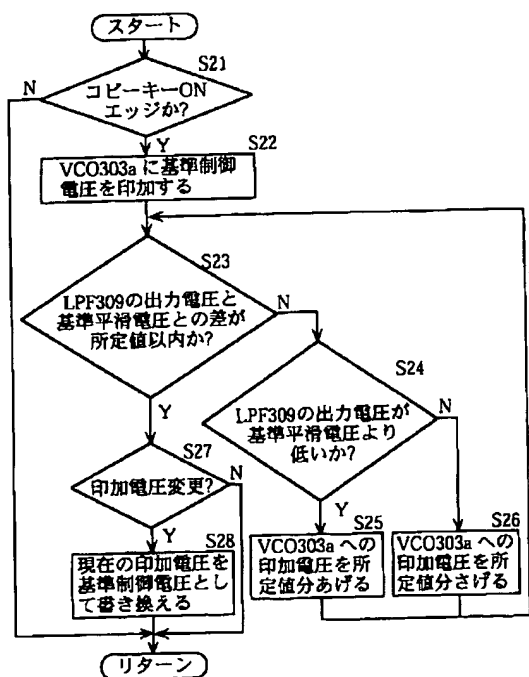 スタート
S21
N
コピーキーON
エッジか?
Y
S22
VCO303aに基準制御
電圧を印加する
S23
LPF309の出力電圧と
基準平滑電圧との差が
所定値以内か?
N
Y
S24
LPF309の出力電圧が
基準平滑電圧より
低いか?
N
Y
S27
印加電圧変更?
N
Y
S28
現在の印加電圧を
基準制御電圧とし
て書き換える
S25
VCO303aへの
印加電圧を所
定値分あげる
S26
VCO303aへの
印加電圧を所
定値分さげる
リターン